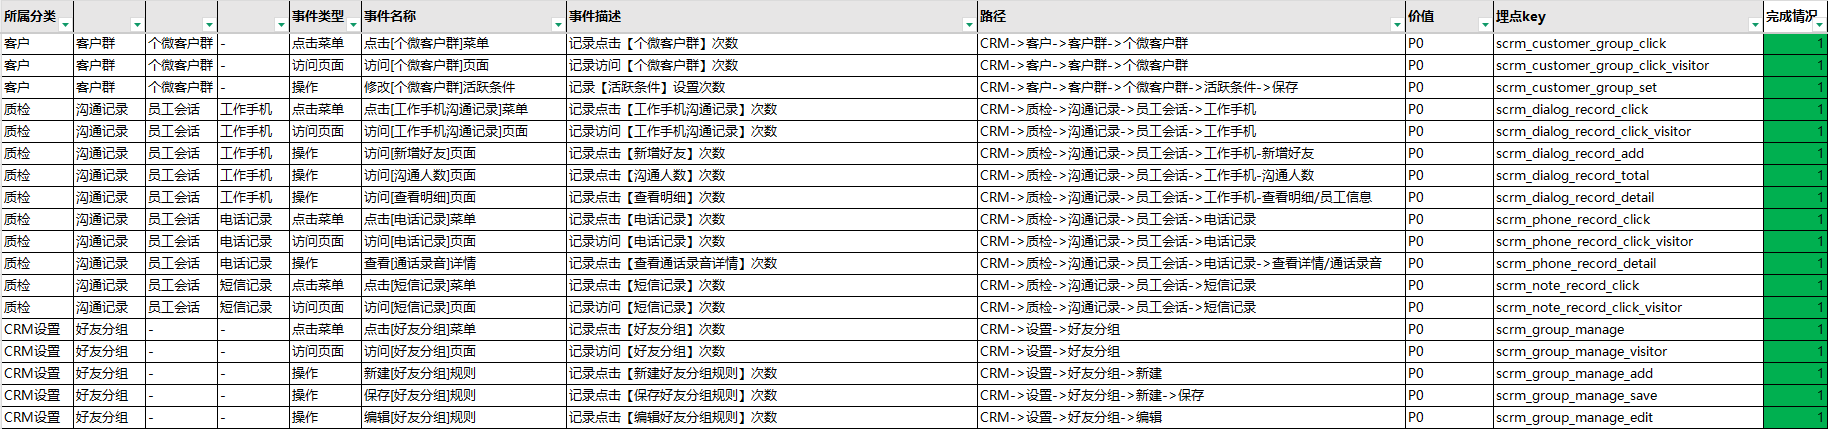 所属分类 事件类型 事件名称 事件描述 路径 价值 埋点key 完成情况
客户 客户群 个微客户群 - 点击菜单 点击[个微客户群]菜单 记录点击【个微客户群】次数 CRM->客户->客户群->个微客户群 P0 scrm_customer_group_click 1
客户 客户群 个微客户群 - 访问页面 访问[个微客户群]页面 记录访问【个微客户群】次数 CRM->客户->客户群->个微客户群 P0 scrm_customer_group_click_visitor 1
客户 客户群 个微客户群 - 操作 修改[个微客户群]活跃条件 记录【活跃条件】设置次数 CRM->客户->客户群->个微客户群->活跃条件->保存 P0 scrm_customer_group_set 1
质检 沟通记录 员工会话 工作手机 点击菜单 点击[工作手机沟通记录]菜单 记录点击【工作手机沟通记录】次数 CRM->质检->沟通记录->员工会话->工作手机 P0 scrm_dialog_record_click 1
质检 沟通记录 员工会话 工作手机 访问页面 访问[工作手机沟通记录]页面 记录访问【工作手机沟通记录】次数 CRM->质检->沟通记录->员工会话->工作手机 P0 scrm_dialog_record_click_visitor 1
质检 沟通记录 员工会话 工作手机 操作 访问[新增好友]页面 记录点击【新增好友】次数 CRM->质检->沟通记录->员工会话->工作手机-新增好友 P0 scrm_dialog_record_add 1
质检 沟通记录 员工会话 工作手机 操作 访问[沟通人数]页面 记录点击【沟通人数】次数 CRM->质检->沟通记录->员工会话->工作手机-沟通人数 P0 scrm_dialog_record_total 1
质检 沟通记录 员工会话 工作手机 操作 访问[查看明细]页面 记录点击【查看明细】次数 CRM->质检->沟通记录->员工会话->工作手机-查看明细/员工信息 P0 scrm_dialog_record_detail 1
质检 沟通记录 员工会话 电话记录 点击菜单 点击[电话记录]菜单 记录点击【电话记录】次数 CRM->质检->沟通记录->员工会话->电话记录 P0 scrm_phone_record_click 1
质检 沟通记录 员工会话 电话记录 访问页面 访问[电话记录]页面 记录访问【电话记录】次数 CRM->质检->沟通记录->员工会话->电话记录 P0 scrm_phone_record_click_visitor 1
质检 沟通记录 员工会话 电话记录 操作 查看[通话录音]详情 记录点击【查看通话录音详情】次数 CRM->质检->沟通记录->员工会话->电话记录->查看详情/通话录音 P0 scrm_phone_record_detail 1
质检 沟通记录 员工会话 短信记录 点击菜单 点击[短信记录]菜单 记录点击【短信记录】次数 CRM->质检->沟通记录->员工会话->短信记录 P0 scrm_note_record_click 1
质检 沟通记录 员工会话 短信记录 访问页面 访问[短信记录]页面 记录访问【短信记录】次数 CRM->质检->沟通记录->员工会话->短信记录 P0 scrm_note_record_click_visitor 1
CRM设置 好友分组 - - 点击菜单 点击[好友分组]菜单 记录点击【好友分组】次数 CRM->设置->好友分组 P0 scrm_group_manage 1
CRM设置 好友分组 - - 访问页面 访问[好友分组]页面 记录访问【好友分组】次数 CRM->设置->好友分组 P0 scrm_group_manage_visitor 1
CRM设置 好友分组 - - 操作 新建[好友分组]规则 记录点击【新建好友分组规则】次数 CRM->设置->好友分组->新建 P0 scrm_group_manage_add 1
CRM设置 好友分组 - - 操作 保存[好友分组]规则 记录点击【保存好友分组规则】次数 CRM->设置->好友分组->新建->保存 P0 scrm_group_manage_save 1
CRM设置 好友分组 - - 操作 编辑[好友分组]规则 记录点击【编辑好友分组规则】次数 CRM->设置->好友分组->编辑 P0 scrm_group_manage_edit 1